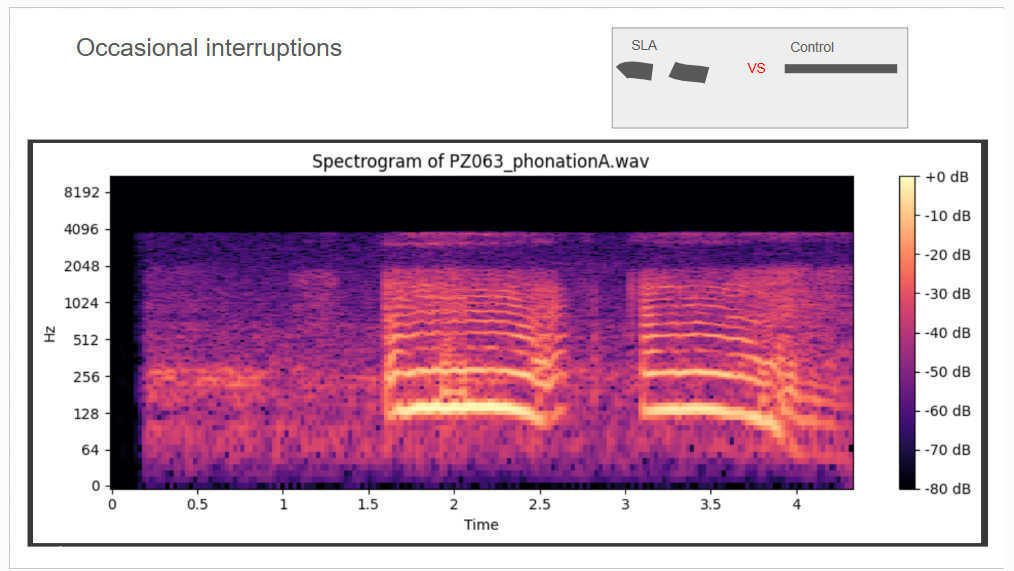 Occasional interruptions
SLA
Control
VS
Spectrogram of PZ063_phonationA.wav
8192
4096
2048
1024
512
256
128
64
0
Hz
0
0.5
1
1.5
2
2.5
3
3.5
4
Time
+0 dB
-10 dB
-20 dB
-30 dB
-40 dB
-50 dB
-60 dB
-70 dB
-80 dB